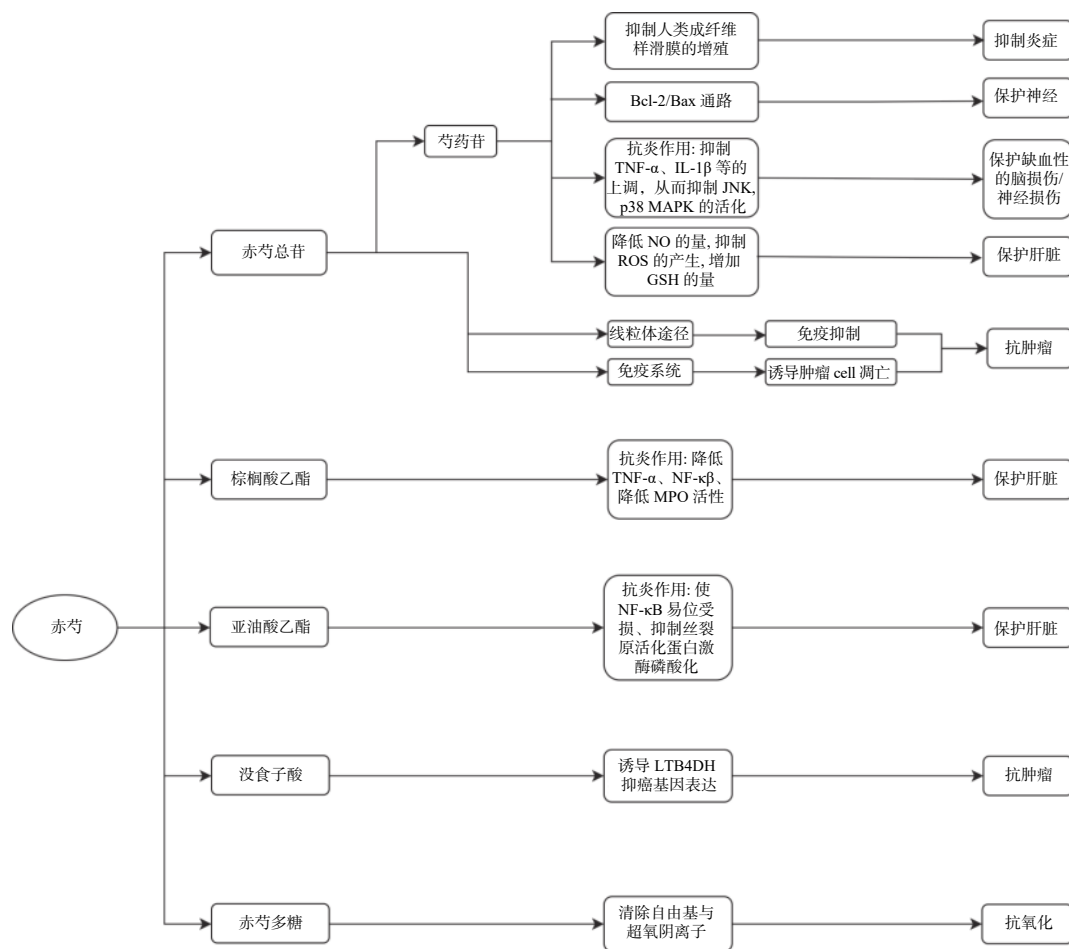 抑制人类成纤维
样滑膜的增殖
抑制炎症
Bcl-2/Bax 通路
保护神经
芍药苷
抗炎作用: 抑制
TNF-α、IL-1β 等的
上调，从而抑制 JNK,
p38 MAPK 的活化
保护缺血性
的脑损伤/
神经损伤
赤芍总苷
降低 NO 的量, 抑制
ROS 的产生, 增加
GSH 的量
保护肝脏
线粒体途径
免疫抑制
抗肿瘤
免疫系统
诱导肿瘤 cell 凋亡
棕榈酸乙酯
抗炎作用: 降低
TNF-α、NF-κβ、
降低 MPO 活性
保护肝脏
赤芍
亚油酸乙酯
抗炎作用: 使
NF-κB 易位受
损、抑制丝裂
原活化蛋白激
酶磷酸化
保护肝脏
没食子酸
诱导 LTB4DH
抑癌基因表达
抗肿瘤
赤芍多糖
清除自由基与
超氧阴离子
抗氧化